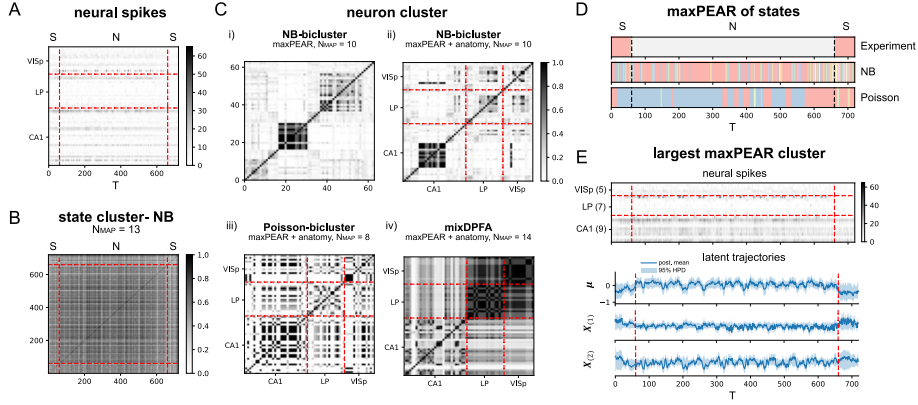 A
neural spikes
S N S
VISp
LP
CA1
60
50
40
30
20
10
0
200 400 600
T
B
state cluster- NB
NMAP = 13
S N S
600
400
200
200 400 600
1.0
0.8
0.6
0.4
0.2
0.0
C
neuron cluster
i)
NB-bicluster
maxPEAR, NMAP = 10
60
40
20
0
0 20 40 60
ii)
NB-bicluster
maxPEAR + anatomy, NMAP = 10
VISp
LP
CA1
CA1 LP VISp
1.0
0.8
0.6
0.4
0.2
0.0
iii)
Poisson-bicluster
maxPEAR + anatomy, NMAP = 8
VISp
LP
CA1
CA1 LP VISp
iv)
mixDPFA
maxPEAR + anatomy, NMAP = 14
VISp
LP
CA1
CA1 LP VISp
D
maxPEAR of states
S N S
Experiment
NB
Poisson
0 100 200 300 400 500 600 700
T
E
largest maxPEAR cluster
neural spikes
VISp (5)
LP (7)
CA1 (9)
60
40
20
0
latent trajectories
post, mean
95% HPD
μ
0
−1
X(1)
X(2)
0 100 200 300 400 500 600 700
T